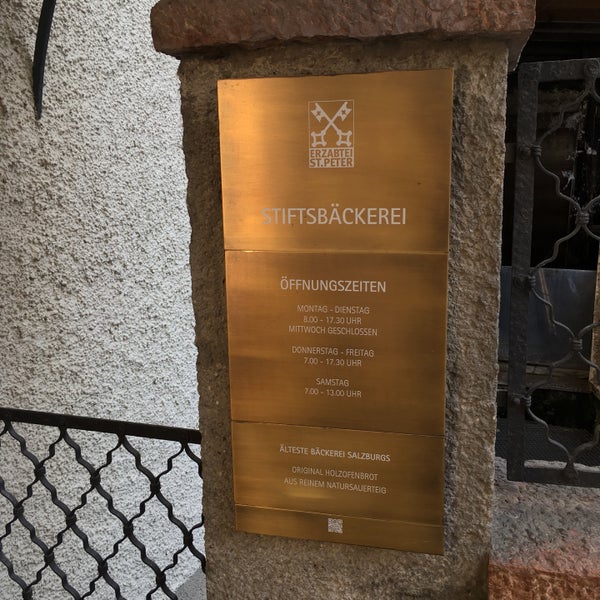 ERZABTEI
ST.PETER
STIFTSBÄCKEREI
ÖFFNUNGSZEITEN
MONTAG - DIENSTAG
8.00 - 17.30 UHR
MITTWOCH GESCHLOSSEN
DONNERSTAG - FREITAG
7.00 - 17.30 UHR
SAMSTAG
7.00 - 13.00 UHR
ÄLTESTE BÄCKEREI SALZBURGS
ORIGINAL HOLZOFENBROT
AUS REINEM NATURSAUERTEIG